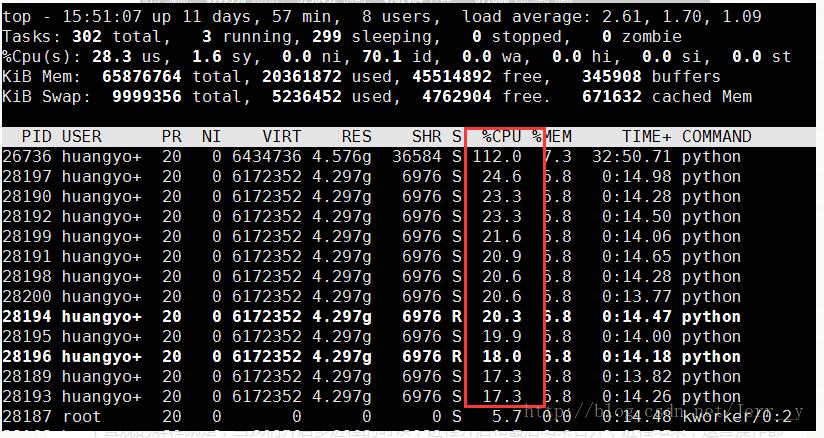 top - 15:51:07 up 11 days, 57 min,  8 users,  load average: 2.61, 1.70, 1.09
Tasks: 302 total,   3 running, 299 sleeping,   0 stopped,   0 zombie
%Cpu(s): 28.3 us,  1.6 sy,  0.0 ni, 70.1 id,  0.0 wa,  0.0 hi,  0.0 si,  0.0 st
KiB Mem:  65876764 total, 20361872 used, 45514892 free,   345908 buffers
KiB Swap:  9999356 total,  5236452 used,  4762904 free.   671632 cached Mem
PID USER PR NI VIRT RES SHR S %CPU %MEM TIME+ COMMAND
26736 huangyo+ 20 0 6434736 4.576g 36584 S 112.0 7.3 32:50.71 python
28197 huangyo+ 20 0 6172352 4.297g 6976 S 24.6 6.8 0:14.98 python
28190 huangyo+ 20 0 6172352 4.297g 6976 S 23.3 6.8 0:14.28 python
28192 huangyo+ 20 0 6172352 4.297g 6976 S 23.3 6.8 0:14.50 python
28199 huangyo+ 20 0 6172352 4.297g 6976 S 21.6 6.8 0:14.06 python
28191 huangyo+ 20 0 6172352 4.297g 6976 S 20.9 6.8 0:14.65 python
28198 huangyo+ 20 0 6172352 4.297g 6976 S 20.6 6.8 0:14.28 python
28200 huangyo+ 20 0 6172352 4.297g 6976 S 20.6 6.8 0:13.77 python
28194 huangyo+ 20 0 6172352 4.297g 6976 R 20.3 6.8 0:14.47 python
28195 huangyo+ 20 0 6172352 4.297g 6976 S 19.9 6.8 0:14.00 python
28196 huangyo+ 20 0 6172352 4.297g 6976 R 18.0 6.8 0:14.18 python
28189 huangyo+ 20 0 6172352 4.297g 6976 S 17.3 6.8 0:13.82 python
28193 huangyo+ 20 0 6172352 4.297g 6976 S 17.3 6.8 0:14.26 python
28187 root 20 0 0 0 0 S 5.7 0.0 0:14.48 kworker/0:2